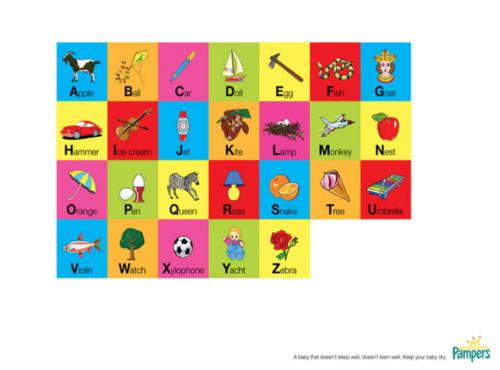 Apple Ball Car Doll Egg Fish Goat
Hammer Ice-cream Jet Kite Lamp Monkey Nest
Orange Pen Queen Rose Snake Tree Umbrella
Violin Watch Xylophone Yacht Zebra
A baby that doesn't sleep well, doesn't learn well. Keep your baby dry.
Pampers